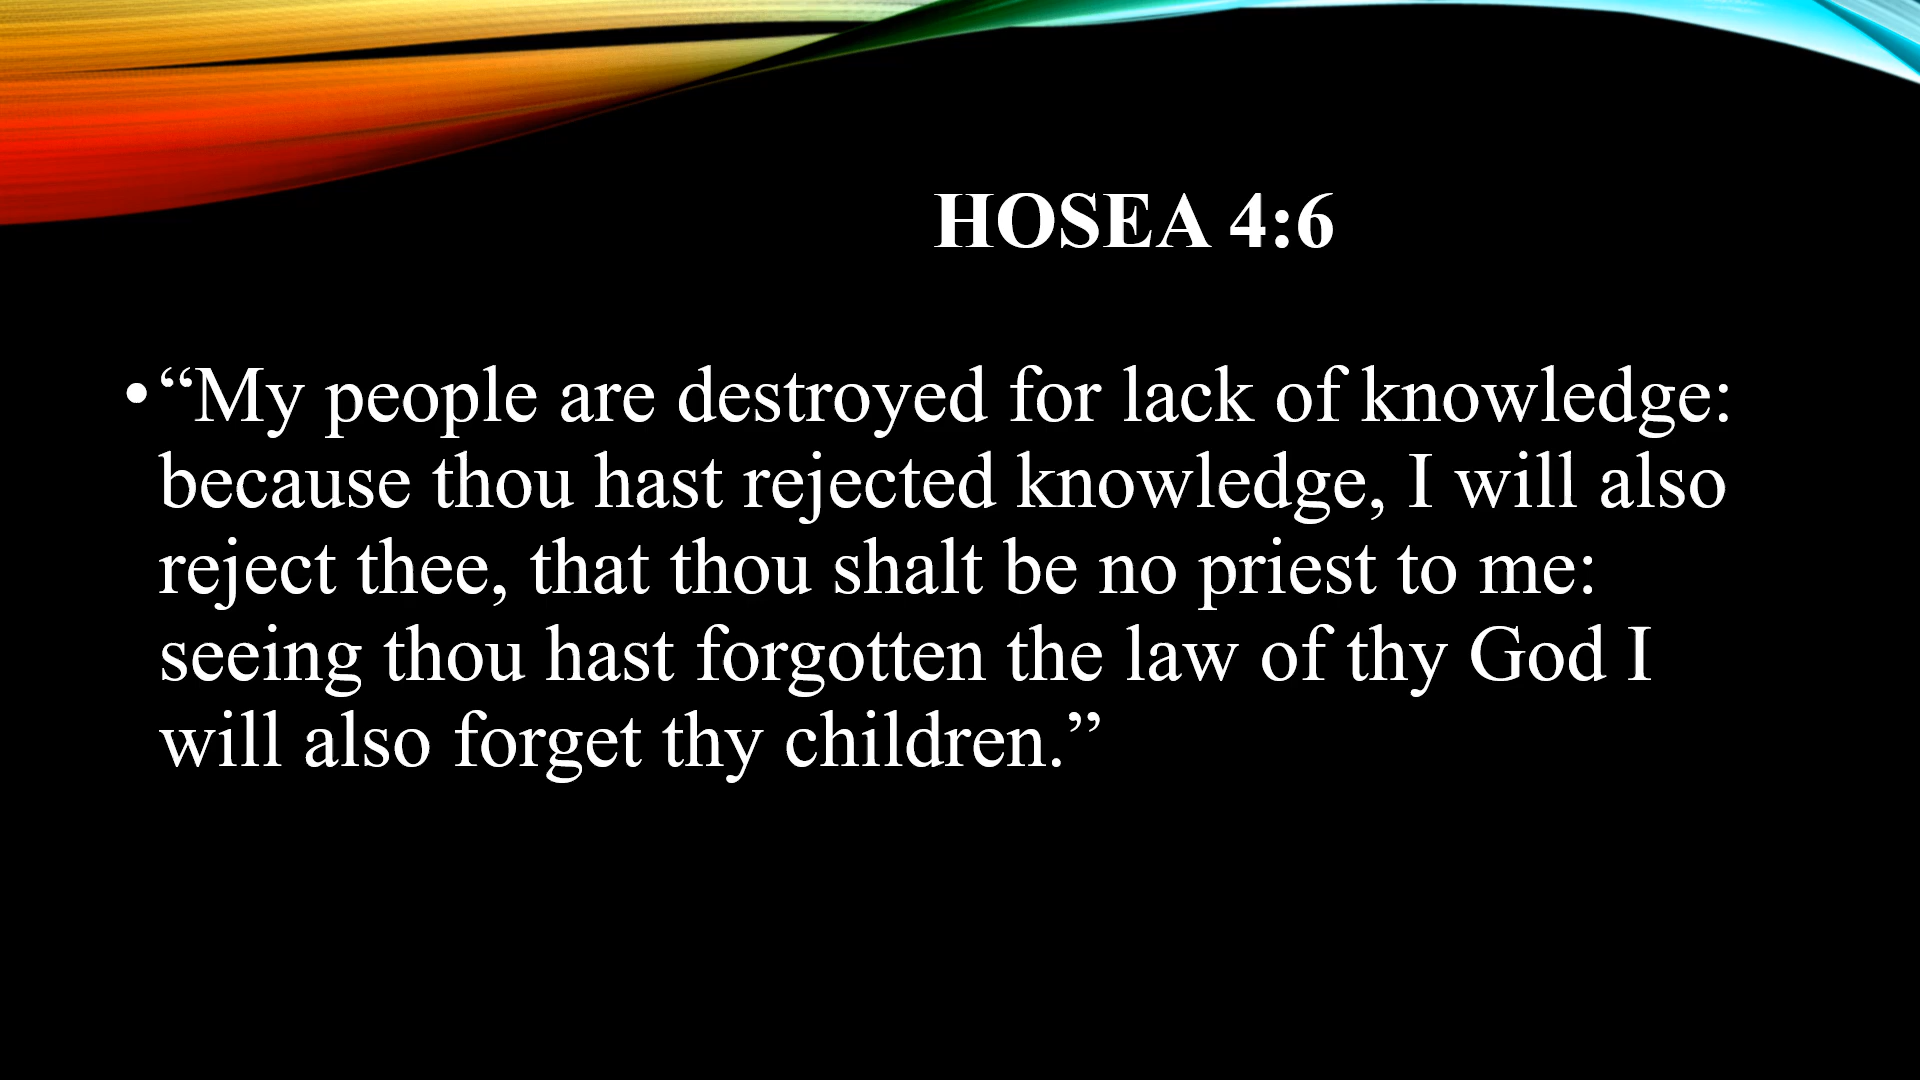 HOSEA 4:6
•“My people are destroyed for lack of knowledge:
because thou hast rejected knowledge, I will also
reject thee, that thou shalt be no priest to me:
seeing thou hast forgotten the law of thy God I
will also forget thy children.”